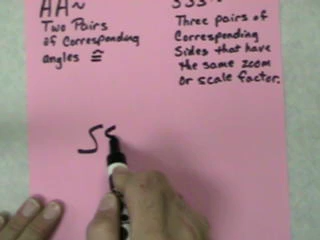 AA~
Two Pairs
of Corresponding
angles ≅
SSS~
Three pairs of
Corresponding
Sides that have
the same zoom
or scale factor.
SS